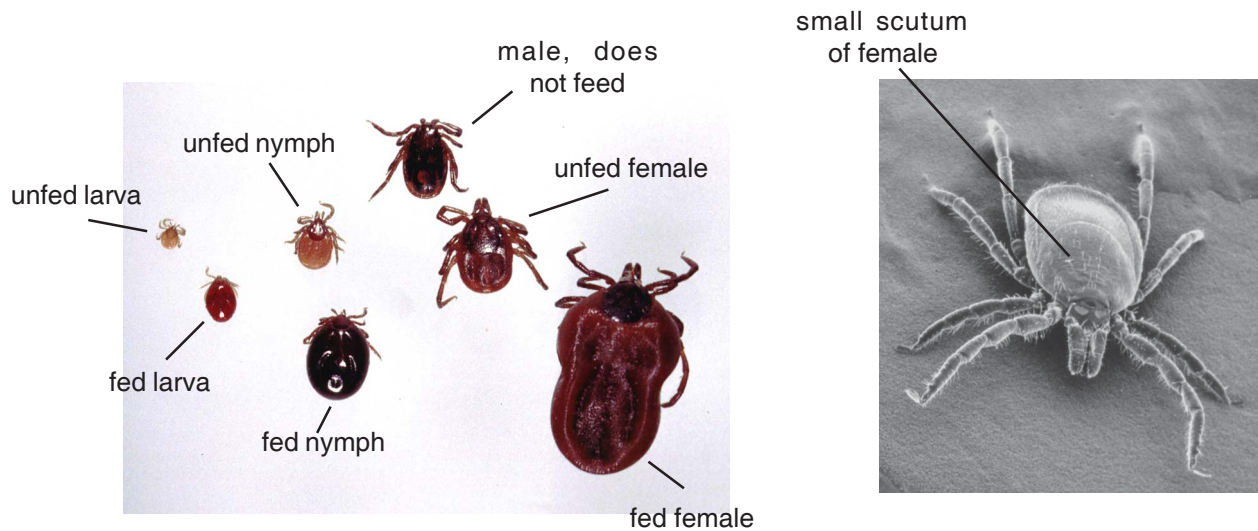 male, does
not feed
unfed nymph
unfed female
unfed larva
fed larva
fed nymph
fed female
small scutum
of female